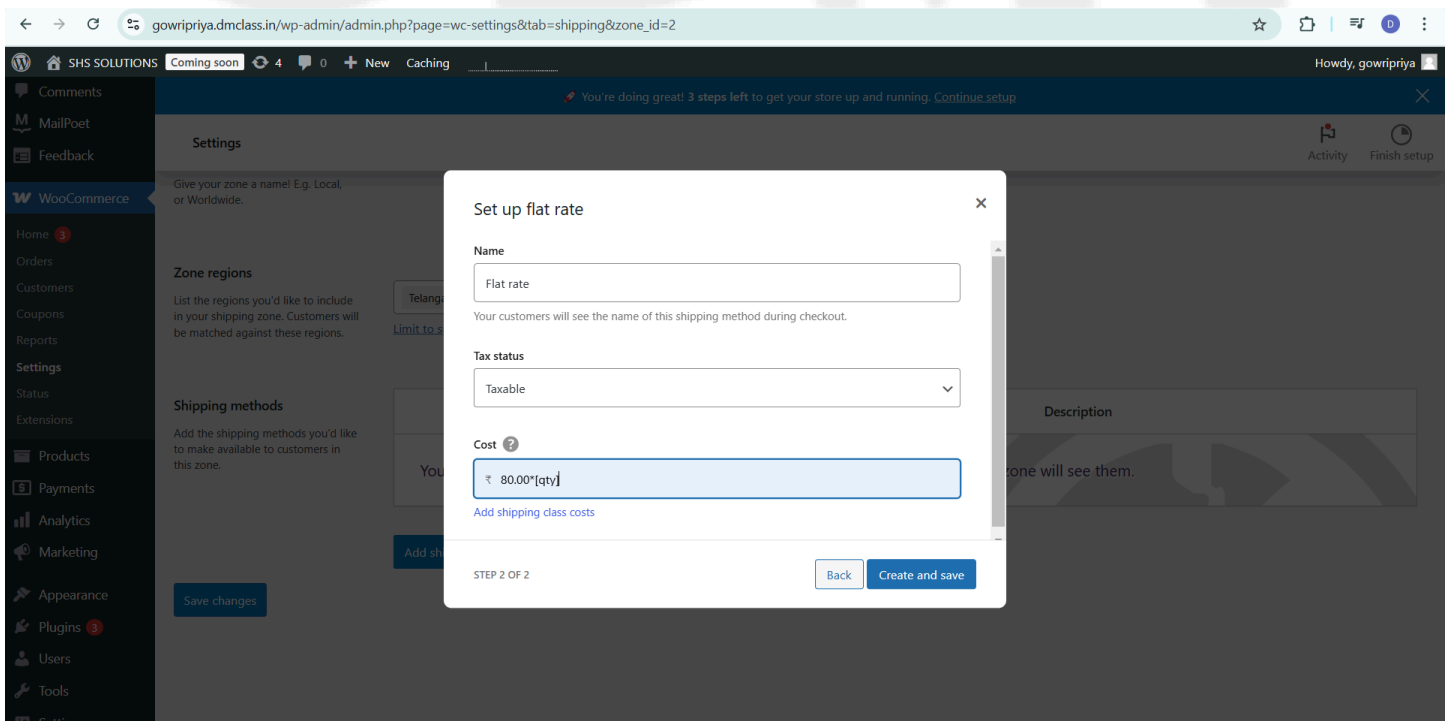 gowripriya.dmclass.in/wp-admin/admin.php?page=wc-settings&tab=shipping&zone_id=2
D
SHS SOLUTIONS Coming soon 4 0 New Caching
Howdy, gowripriya
Comments
MailPoet
Feedback
WooCommerce
Home 3
Orders
Customers
Coupons
Reports
Settings
Status
Extensions
Products
Payments
Analytics
Marketing
Appearance
Plugins 3
Users
Tools
You're doing great! 3 steps left to get your store up and running. Continue setup
Settings
Activity
Finish setup
Give your zone a name! E.g. Local,
or Worldwide.
Zone regions
List the regions you'd like to include
in your shipping zone. Customers will
be matched against these regions.
Telanga
Limit to s
Shipping methods
Add the shipping methods you'd like
to make available to customers in
this zone.
Description
You
zone will see them.
Add sh
Save changes
Set up flat rate
Name
Flat rate
Your customers will see the name of this shipping method during checkout.
Tax status
Taxable
Cost ?
₹ 80.00*[qty]
Add shipping class costs
STEP 2 OF 2
Back
Create and save